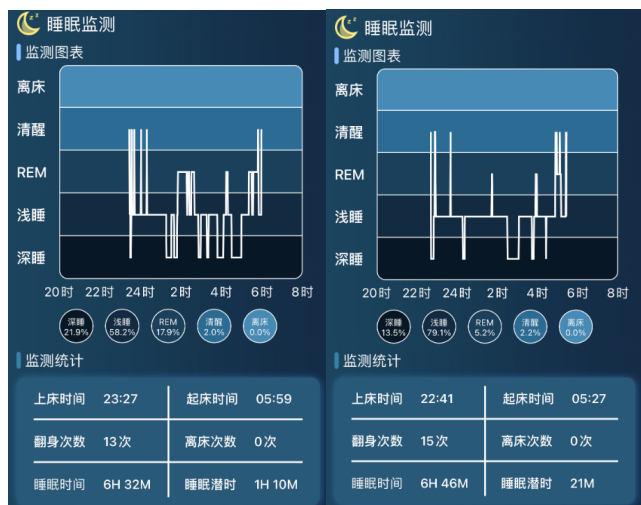 睡眠监测
监测图表
离床
清醒
REM
浅睡
深睡
20时 22时 24时 2时 4时 6时 8时
深睡 浅睡 REM 清醒 离床
21.9% 58.2% 17.9% 2.0% 0.0%
监测统计
上床时间 23:27 起床时间 05:59
翻身次数 13次 离床次数 0次
睡眠时间 6H 32M 睡眠潜时 1H 10M
睡眠监测
监测图表
离床
清醒
REM
浅睡
深睡
20时 22时 24时 2时 4时 6时 8时
深睡 浅睡 REM 清醒 离床
13.5% 79.1% 5.2% 2.2% 0.0%
监测统计
上床时间 22:41 起床时间 05:27
翻身次数 15次 离床次数 0次
睡眠时间 6H 46M 睡眠潜时 21M